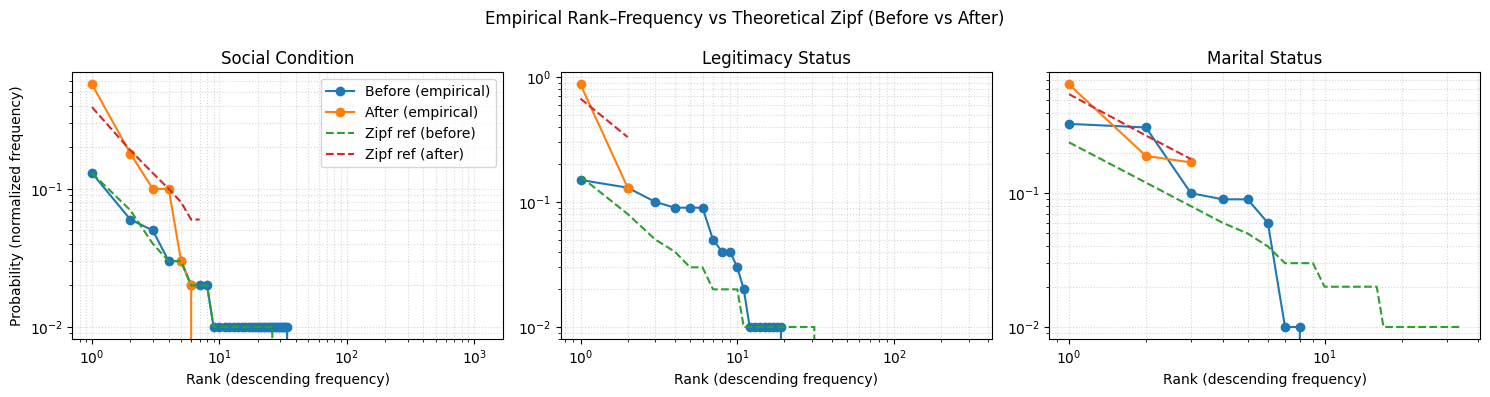 Empirical Rank–Frequency vs Theoretical Zipf (Before vs After)
Social Condition
Probability (normalized frequency)
10⁻¹
10⁻²
10⁰ 10¹ 10² 10³
Rank (descending frequency)
Before (empirical)
After (empirical)
Zipf ref (before)
Zipf ref (after)
Legitimacy Status
10⁰
10⁻¹
10⁻²
10⁰ 10¹ 10²
Rank (descending frequency)
Marital Status
10⁻¹
10⁻²
10⁰ 10¹
Rank (descending frequency)